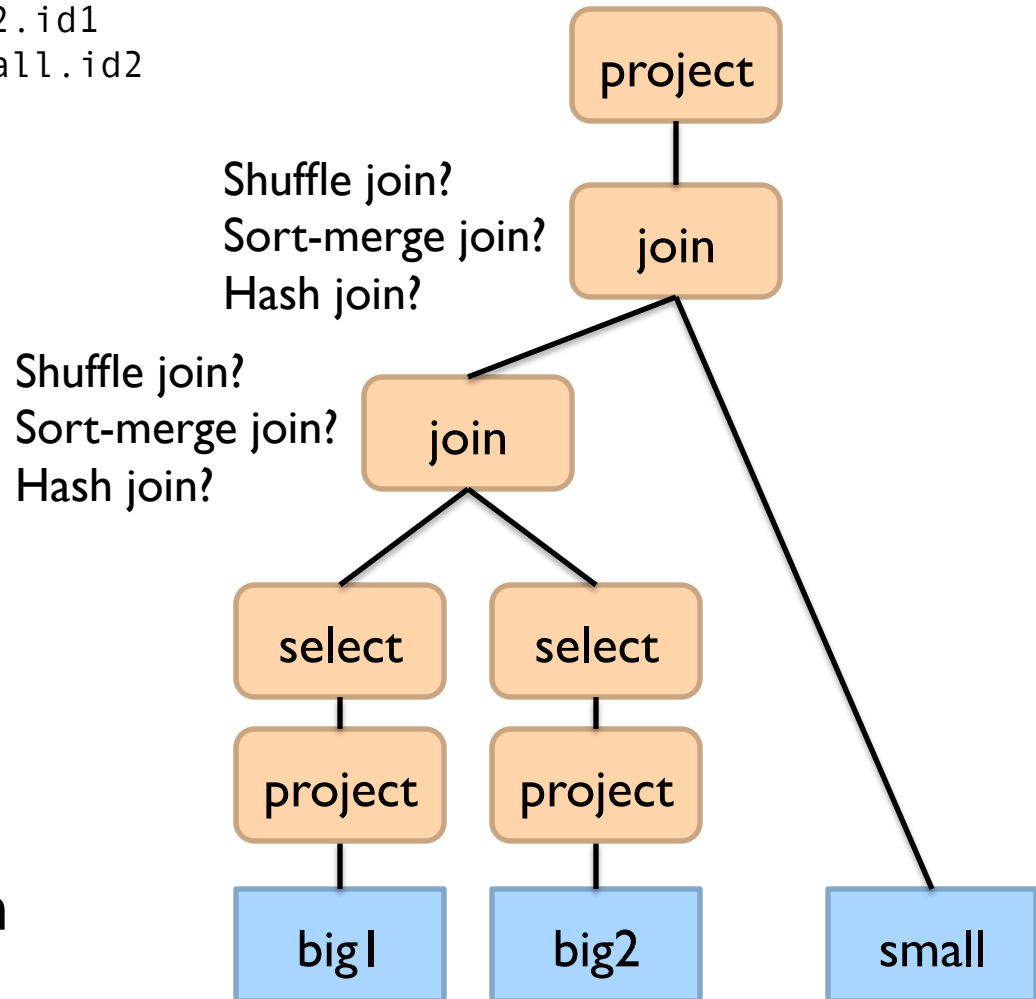 2.id1
all.id2
project
Shuffle join?
Sort-merge join?
Hash join?
join
Shuffle join?
Sort-merge join?
Hash join?
join
select
select
project
project
n
big1
big2
small